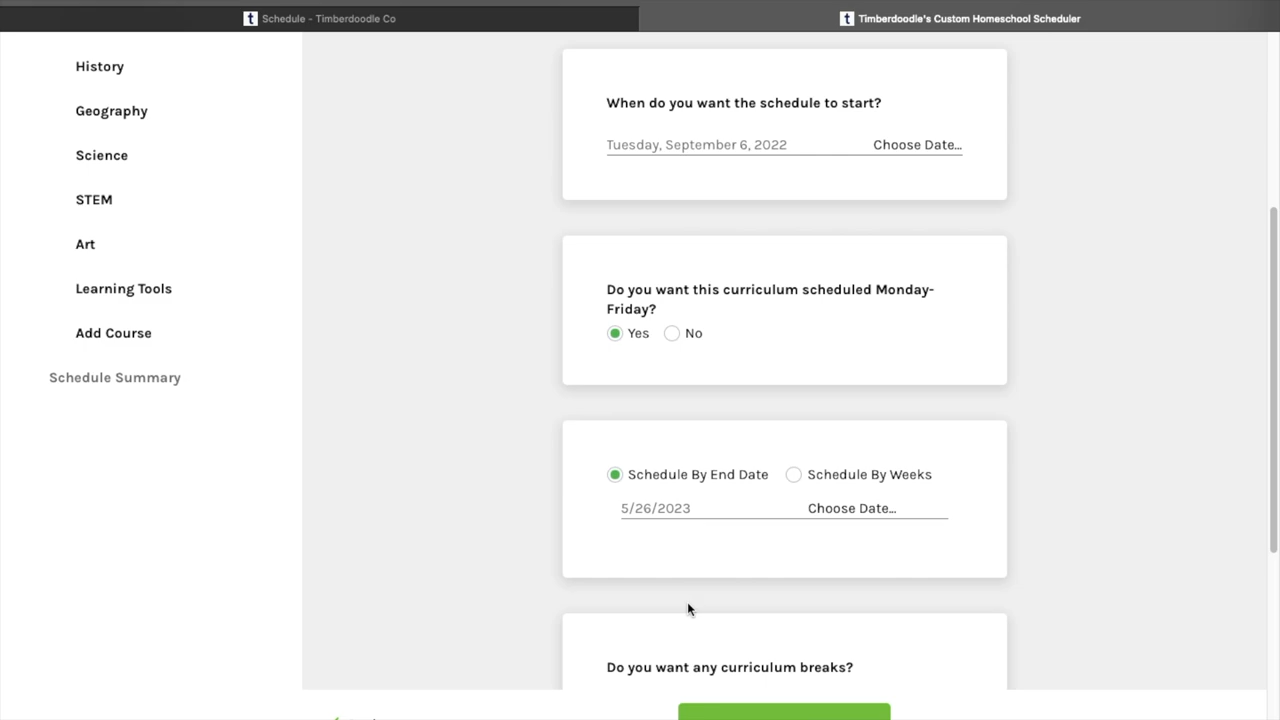 Schedule - Timberdoodle Co
Timberdoodle's Custom Homeschool Scheduler
History
Geography
Science
STEM
Art
Learning Tools
Add Course
Schedule Summary
When do you want the schedule to start?
Tuesday, September 6, 2022 Choose Date...
Do you want this curriculum scheduled Monday-
Friday?
Yes No
Schedule By End Date Schedule By Weeks
5/26/2023 Choose Date...
Do you want any curriculum breaks?